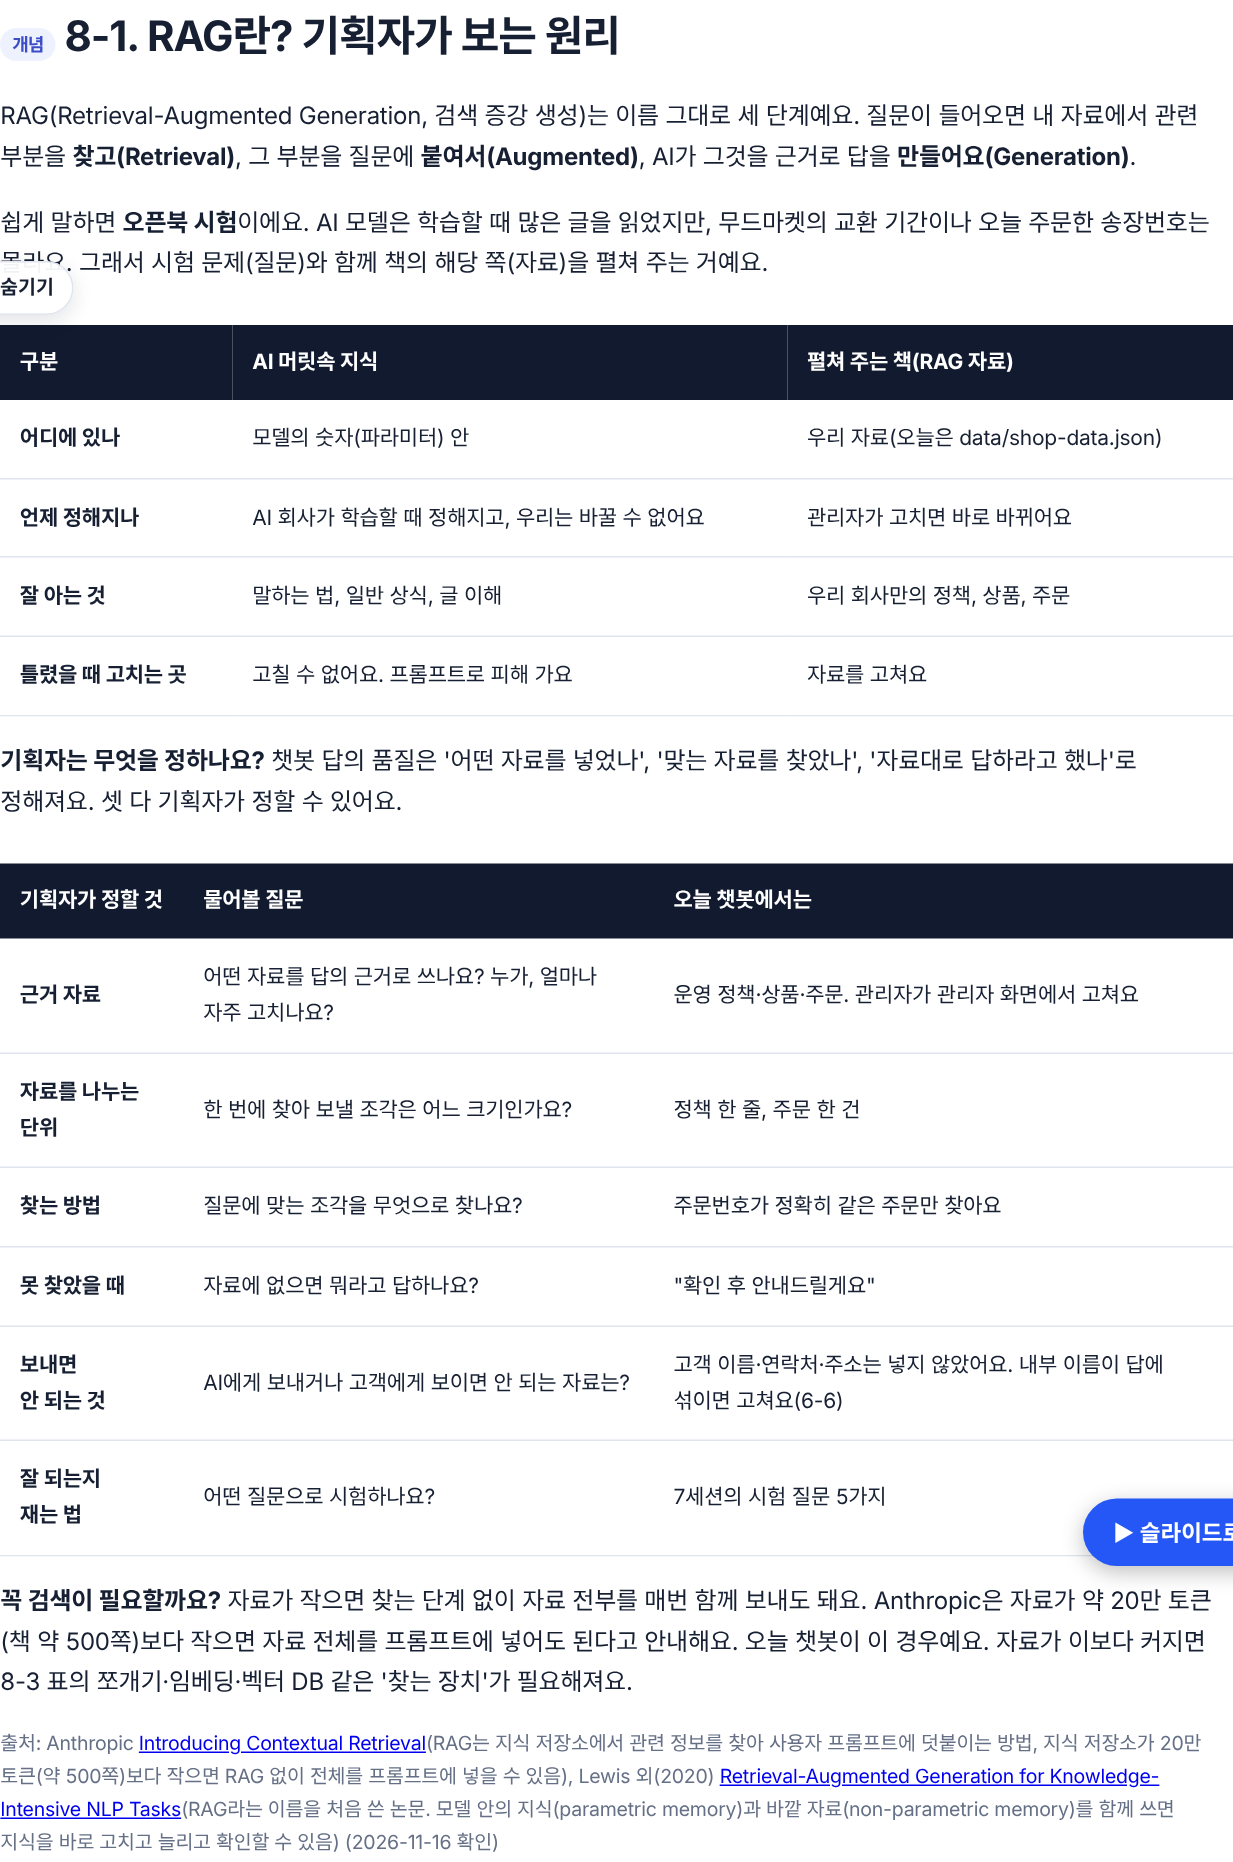 개념 8-1. RAG란? 기획자가 보는 원리
RAG(Retrieval-Augmented Generation, 검색 증강 생성)는 이름 그대로 세 단계예요. 질문이 들어오면 내 자료에서 관련
부분을 찾고(Retrieval), 그 부분을 질문에 붙여서(Augmented), AI가 그것을 근거로 답을 만들어요(Generation).
쉽게 말하면 오픈북 시험이에요. AI 모델은 학습할 때 많은 글을 읽었지만, 무드마켓의 교환 기간이나 오늘 주문한 송장번호는
몰라요. 그래서 시험 문제(질문)와 함께 책의 해당 쪽(자료)을 펼쳐 주는 거예요.
숨기기
구분 AI 머릿속 지식 펼쳐 주는 책(RAG 자료)
어디에 있나 모델의 숫자(파라미터) 안 우리 자료(오늘은 data/shop-data.json)
언제 정해지나 AI 회사가 학습할 때 정해지고, 우리는 바꿀 수 없어요 관리자가 고치면 바로 바뀌어요
잘 아는 것 말하는 법, 일반 상식, 글 이해 우리 회사만의 정책, 상품, 주문
틀렸을 때 고치는 곳 고칠 수 없어요. 프롬프트로 피해 가요 자료를 고쳐요
기획자는 무엇을 정하나요? 챗봇 답의 품질은 '어떤 자료를 넣었나', '맞는 자료를 찾았나', '자료대로 답하라고 했나'로
정해져요. 셋 다 기획자가 정할 수 있어요.
기획자가 정할 것 물어볼 질문 오늘 챗봇에서는
근거 자료 어떤 자료를 답의 근거로 쓰나요? 누가, 얼마나
자주 고치나요? 운영 정책·상품·주문. 관리자가 관리자 화면에서 고쳐요
자료를 나누는
단위 한 번에 찾아 보낼 조각은 어느 크기인가요? 정책 한 줄, 주문 한 건
찾는 방법 질문에 맞는 조각을 무엇으로 찾나요? 주문번호가 정확히 같은 주문만 찾아요
못 찾았을 때 자료에 없으면 뭐라고 답하나요? "확인 후 안내드릴게요"
보내면
안 되는 것 AI에게 보내거나 고객에게 보이면 안 되는 자료는? 고객 이름·연락처·주소는 넣지 않았어요. 내부 이름이 답에
섞이면 고쳐요(6-6)
잘 되는지
재는 법 어떤 질문으로 시험하나요? 7세션의 시험 질문 5가지
▶ 슬라이드로
꼭 검색이 필요할까요? 자료가 작으면 찾는 단계 없이 자료 전부를 매번 함께 보내도 돼요. Anthropic은 자료가 약 20만 토큰
(책 약 500쪽)보다 작으면 자료 전체를 프롬프트에 넣어도 된다고 안내해요. 오늘 챗봇이 이 경우예요. 자료가 이보다 커지면
8-3 표의 쪼개기·임베딩·벡터 DB 같은 '찾는 장치'가 필요해져요.
출처: Anthropic Introducing Contextual Retrieval(RAG는 지식 저장소에서 관련 정보를 찾아 사용자 프롬프트에 덧붙이는 방법, 지식 저장소가 20만
토큰(약 500쪽)보다 작으면 RAG 없이 전체를 프롬프트에 넣을 수 있음), Lewis 외(2020) Retrieval-Augmented Generation for Knowledge-
Intensive NLP Tasks(RAG라는 이름을 처음 쓴 논문. 모델 안의 지식(parametric memory)과 바깥 자료(non-parametric memory)를 함께 쓰면
지식을 바로 고치고 늘리고 확인할 수 있음) (2026-11-16 확인)